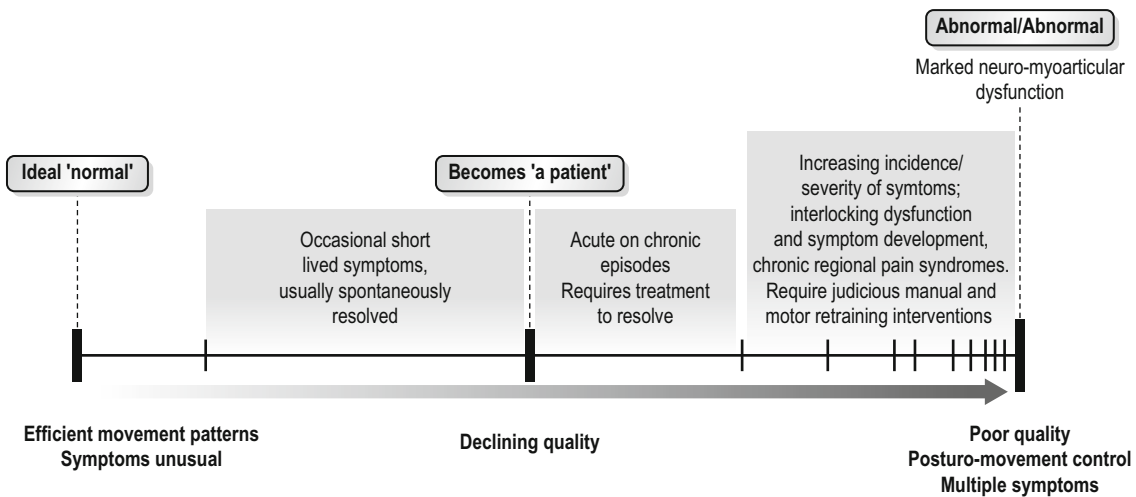 Abnormal/Abnormal
Marked neuro-myoarticular
dysfunction
Ideal 'normal'
Becomes 'a patient'
Occasional short
lived symptoms,
usually spontaneously
resolved
Acute on chronic
episodes
Requires treatment
to resolve
Increasing incidence/
severity of symtoms;
interlocking dysfunction
and symptom development,
chronic regional pain syndromes.
Require judicious manual and
motor retraining interventions
Efficient movement patterns
Symptoms unusual
Declining quality
Poor quality
Posturo-movement control
Multiple symptoms